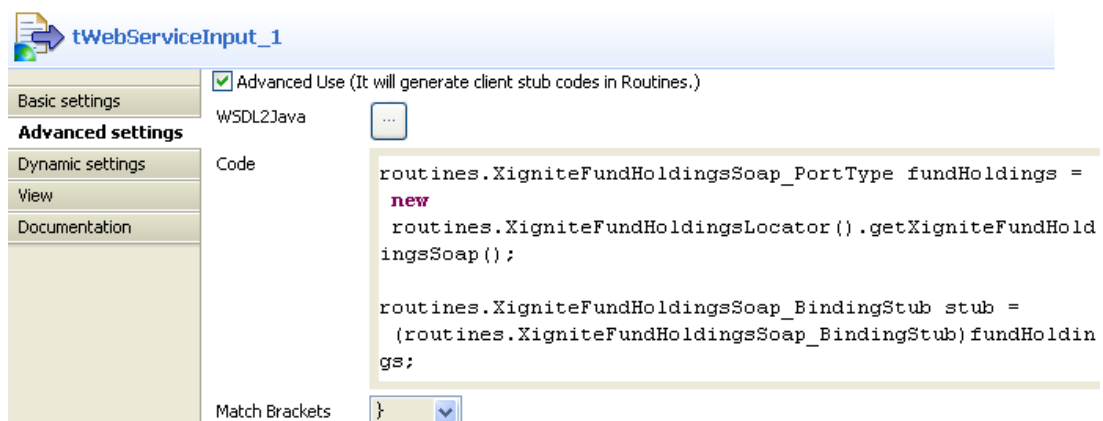 tWebServiceInput_1
Basic settings
Advanced settings
Dynamic settings
View
Documentation
Advanced Use (It will generate client stub codes in Routines.)
WSDL2Java
...
Code
routines.XigniteFundHoldingsSoap_PortType fundHoldings =
new
routines.XigniteFundHoldingsLocator().getXigniteFundHold
ingsSoap();
routines.XigniteFundHoldingsSoap_BindingStub stub =
(routines.XigniteFundHoldingsSoap_BindingStub)fundHoldin
gs;
Match Brackets
}